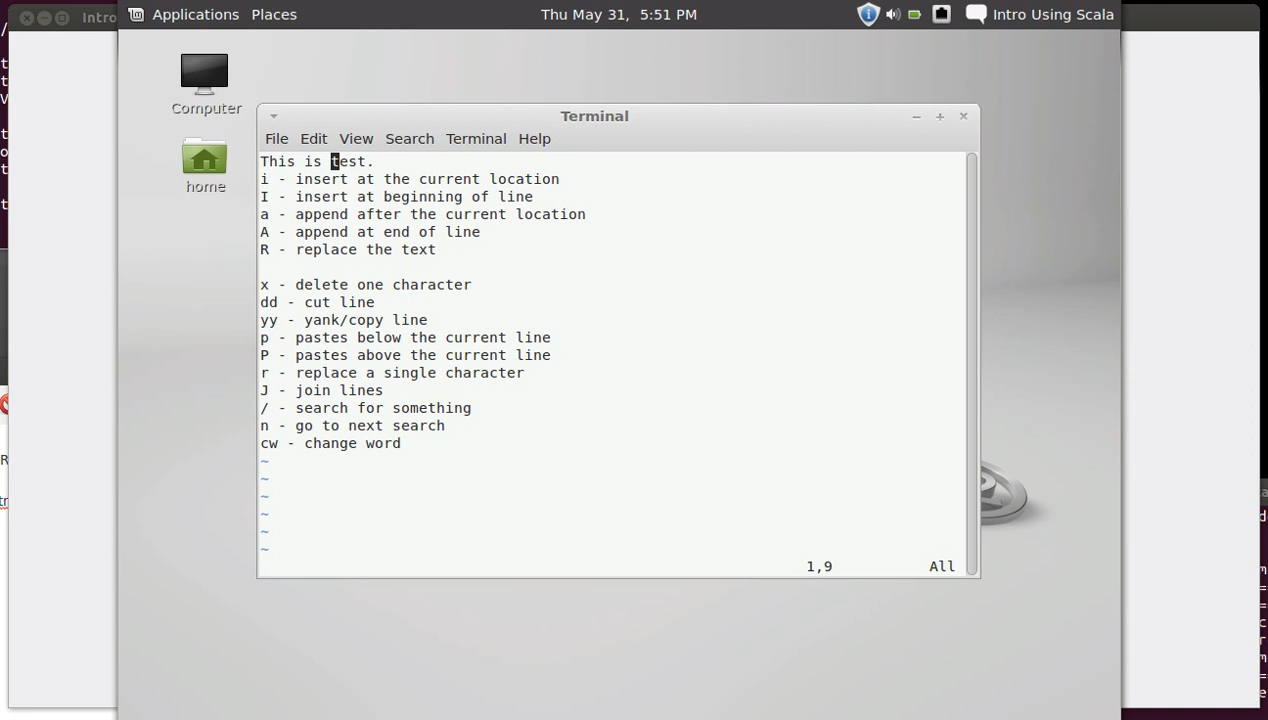 Intro
Applications Places Thu May 31, 5:51 PM Intro Using Scala
Computer
home
Terminal
File Edit View Search Terminal Help
This is test.
i - insert at the current location
I - insert at beginning of line
a - append after the current location
A - append at end of line
R - replace the text
x - delete one character
dd - cut line
yy - yank/copy line
p - pastes below the current line
P - pastes above the current line
r - replace a single character
J - join lines
/ - search for something
n - go to next search
cw - change word
~
~
~
~
~
~
1,9 All